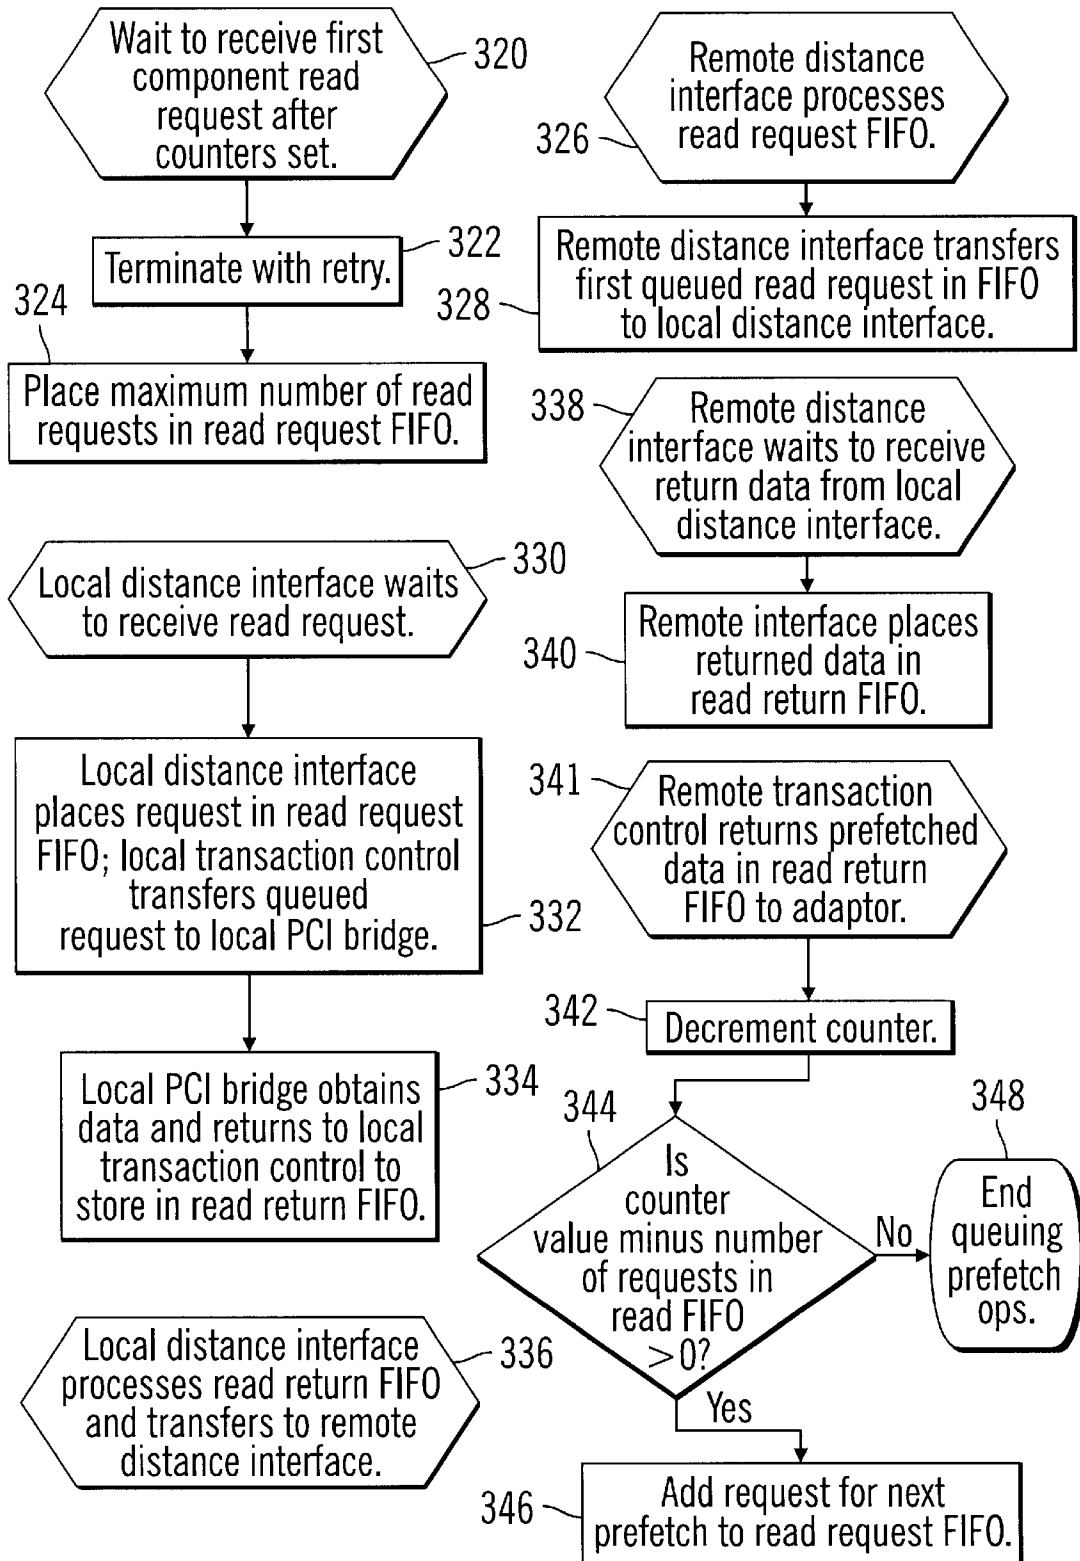 Wait to receive first
component read
request after
counters set.
320
Terminate with retry.
322
324
Place maximum number of read
requests in read request FIFO.
Remote distance
interface processes
read request FIFO.
326
Remote distance interface transfers
first queued read request in FIFO
to local distance interface.
328
Local distance interface waits
to receive read request.
330
Local distance interface
places request in read request
FIFO; local transaction control
transfers queued
request to local PCI bridge.
332
Local PCI bridge obtains
data and returns to local
transaction control to
store in read return FIFO.
334
Local distance interface
processes read return FIFO
and transfers to remote
distance interface.
336
338
Remote distance
interface waits to receive
return data from local
distance interface.
Remote interface places
returned data in
read return FIFO.
340
341
Remote transaction
control returns prefetched
data in read return
FIFO to adaptor.
342
Decrement counter.
344
Is
counter
value minus number
of requests in
read FIFO
>0?
No
348
End
queuing
prefetch
ops.
Yes
346
Add request for next
prefetch to read request FIFO.